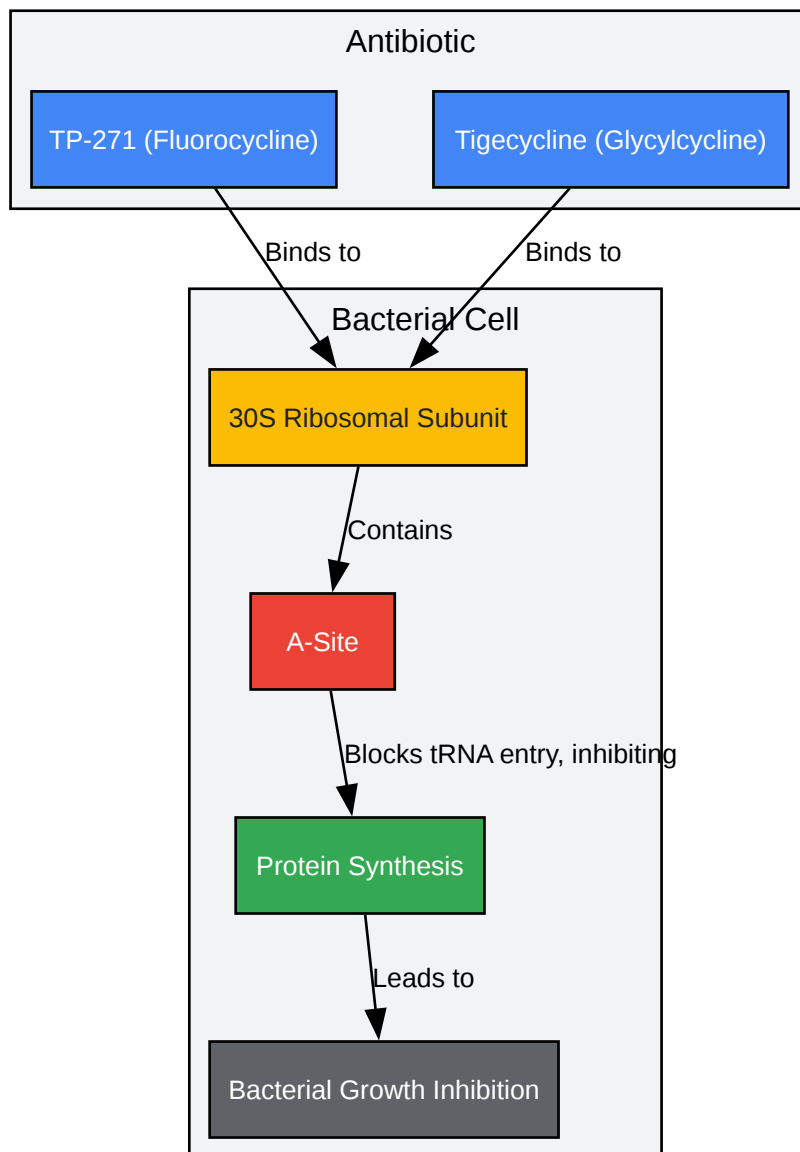 Antibiotic
TP-271 (Fluorocycline)
Tigecycline (Glycylcycline)
Binds to
Binds to
Bacterial Cell
30S Ribosomal Subunit
Contains
A-Site
Blocks tRNA entry, inhibiting
Protein Synthesis
Leads to
Bacterial Growth Inhibition